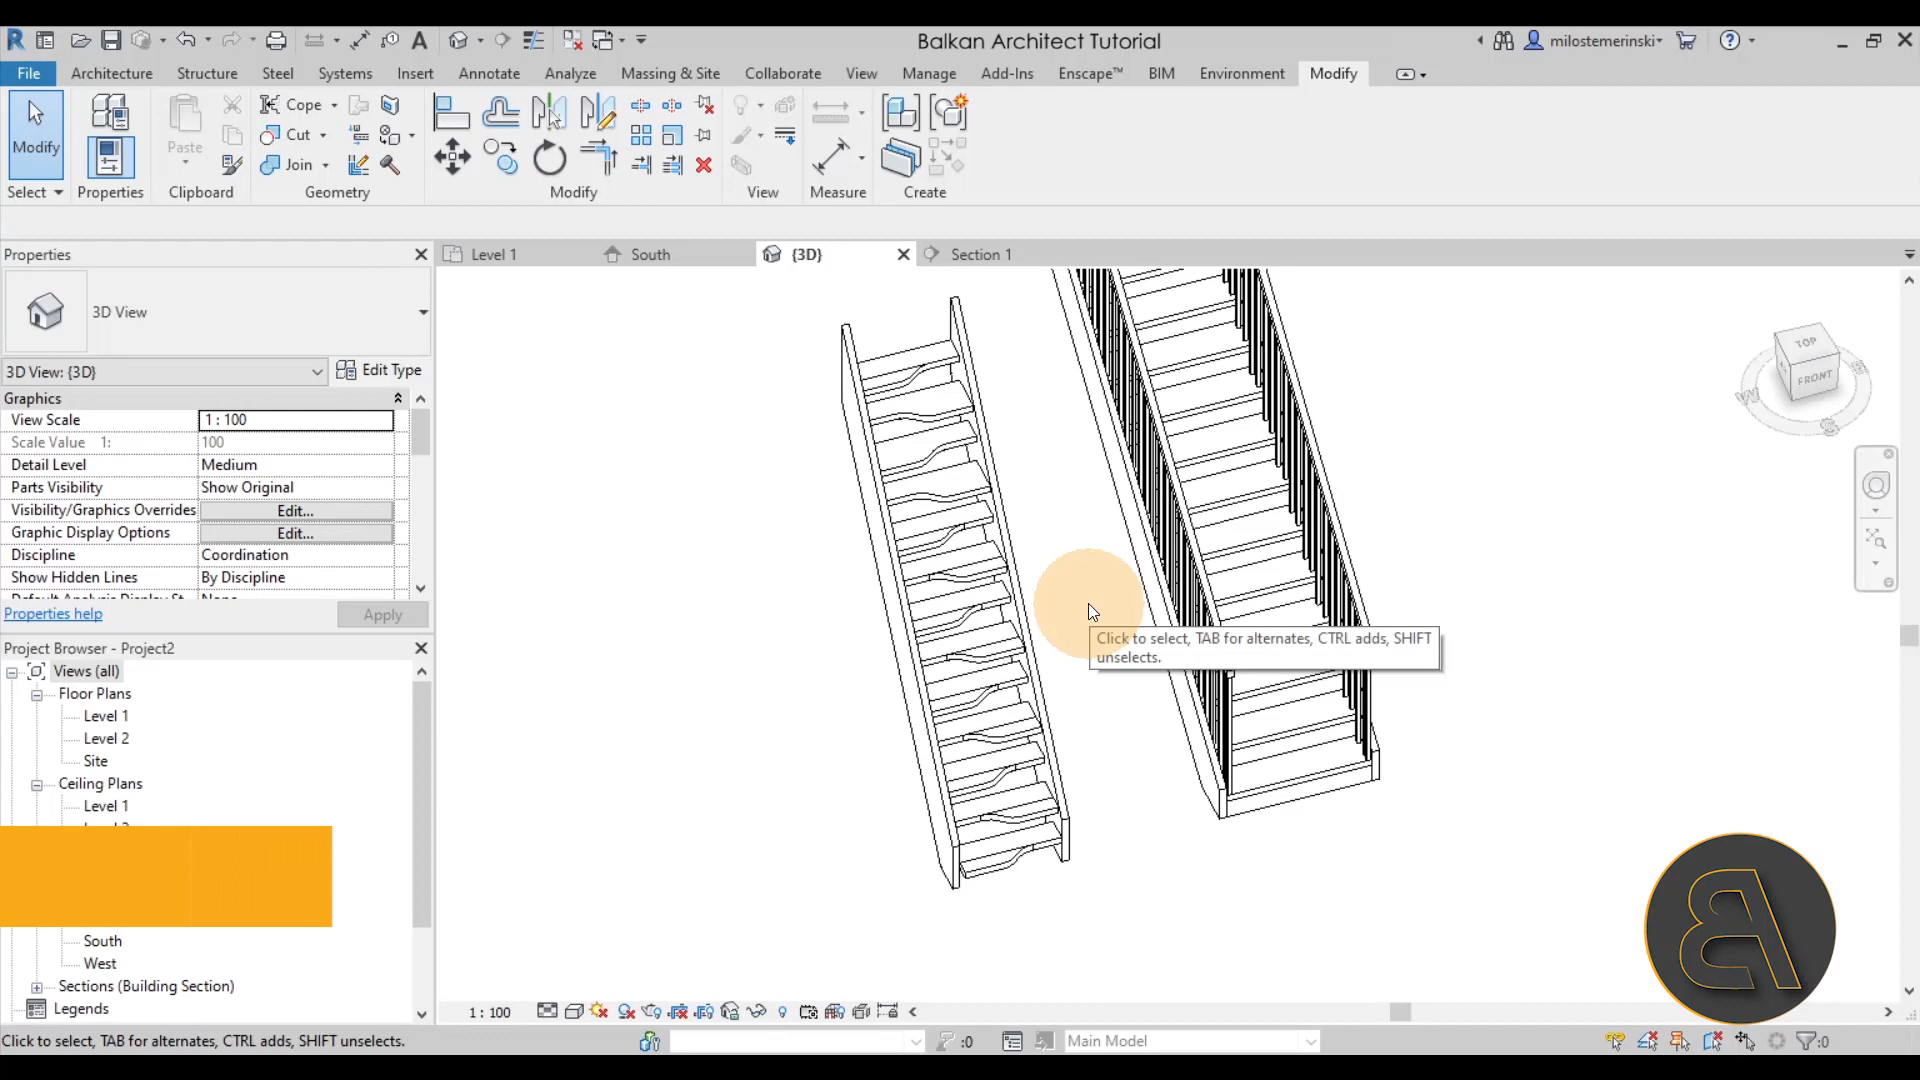 Balkan Architect Tutorial
milostemerinski
File
Architecture
Structure
Steel
Systems
Insert
Annotate
Analyze
Massing & Site
Collaborate
View
Manage
Add-Ins
Enscape™
BIM
Environment
Modify
Modify
Paste
Cope
Cut
Join
Select
Properties
Clipboard
Geometry
Modify
View
Measure
Create
Properties
Level 1
South
{3D}
Section 1
3D View
3D View: {3D}
Edit Type
Graphics
View Scale 1 : 100
Scale Value 1: 100
Detail Level Medium
Parts Visibility Show Original
Visibility/Graphics Overrides Edit...
Graphic Display Options Edit...
Discipline Coordination
Show Hidden Lines By Discipline
Properties help
Apply
TOP
FRONT
W
S
Click to select, TAB for alternates, CTRL adds, SHIFT
unselects.
Project Browser - Project2
Views (all)
Floor Plans
Level 1
Level 2
Site
Ceiling Plans
Level 1
South
West
Sections (Building Section)
Legends
1 : 100
Click to select, TAB for alternates, CTRL adds, SHIFT unselects.
:0
Main Model
:0